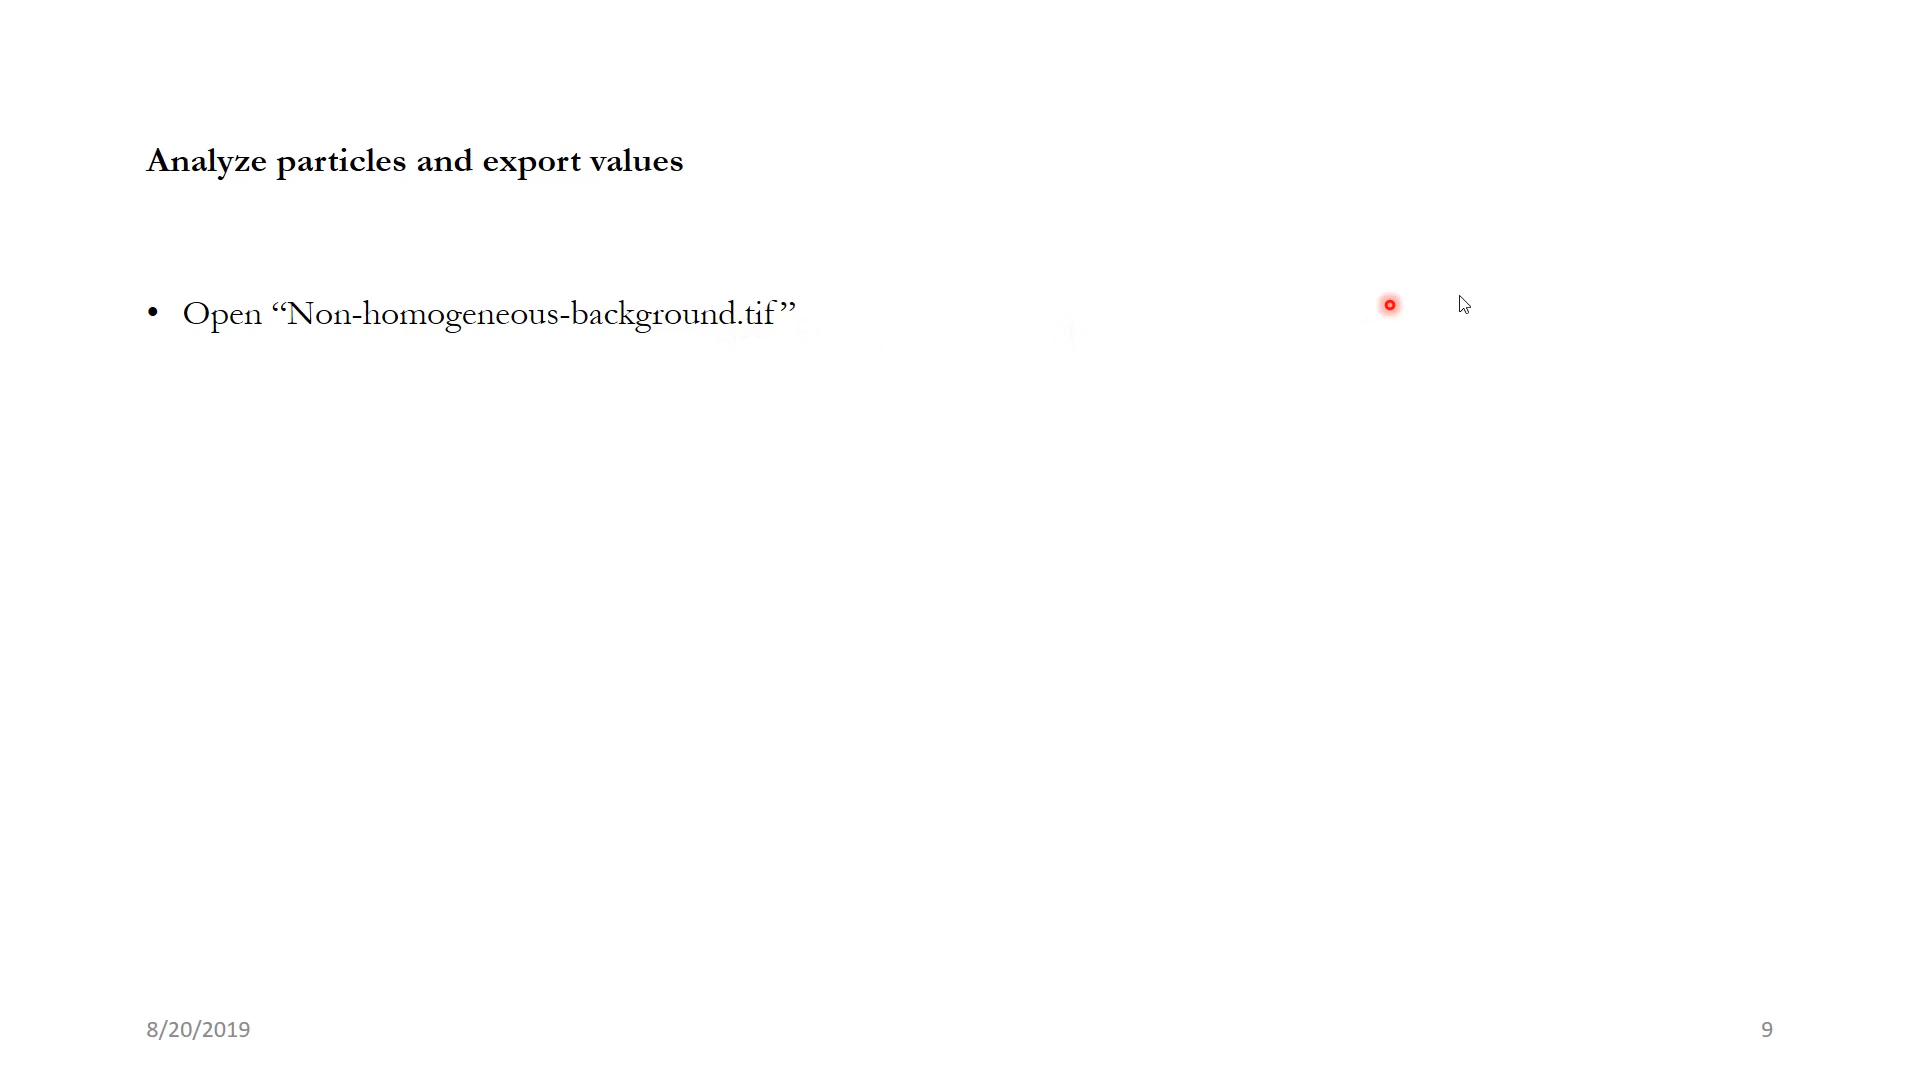 Analyze particles and export values
• Open “Non-homogeneous-background.tif”
8/20/2019
9